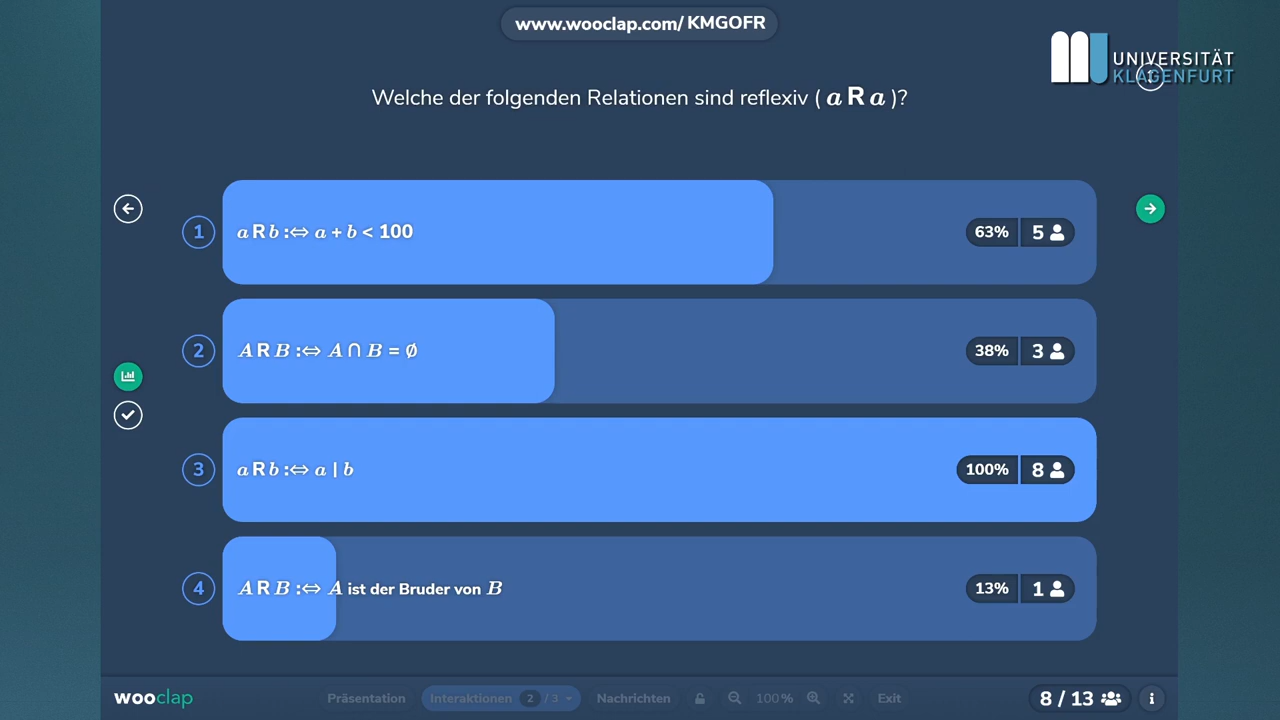 www.wooclap.com/ KMGOFR
UNIVERSITÄT
KLAGENFURT
Welche der folgenden Relationen sind reflexiv ( a R a )?
1
a R b :⇔ a + b < 100
63% 5
2
A R B :⇔ A ∩ B = ∅
38% 3
3
a R b :⇔ a | b
100% 8
4
A R B :⇔ A ist der Bruder von B
13% 1
wooclap
Präsentation
Interaktionen 2 / 3
Nachrichten
100%
Exit
8 / 13